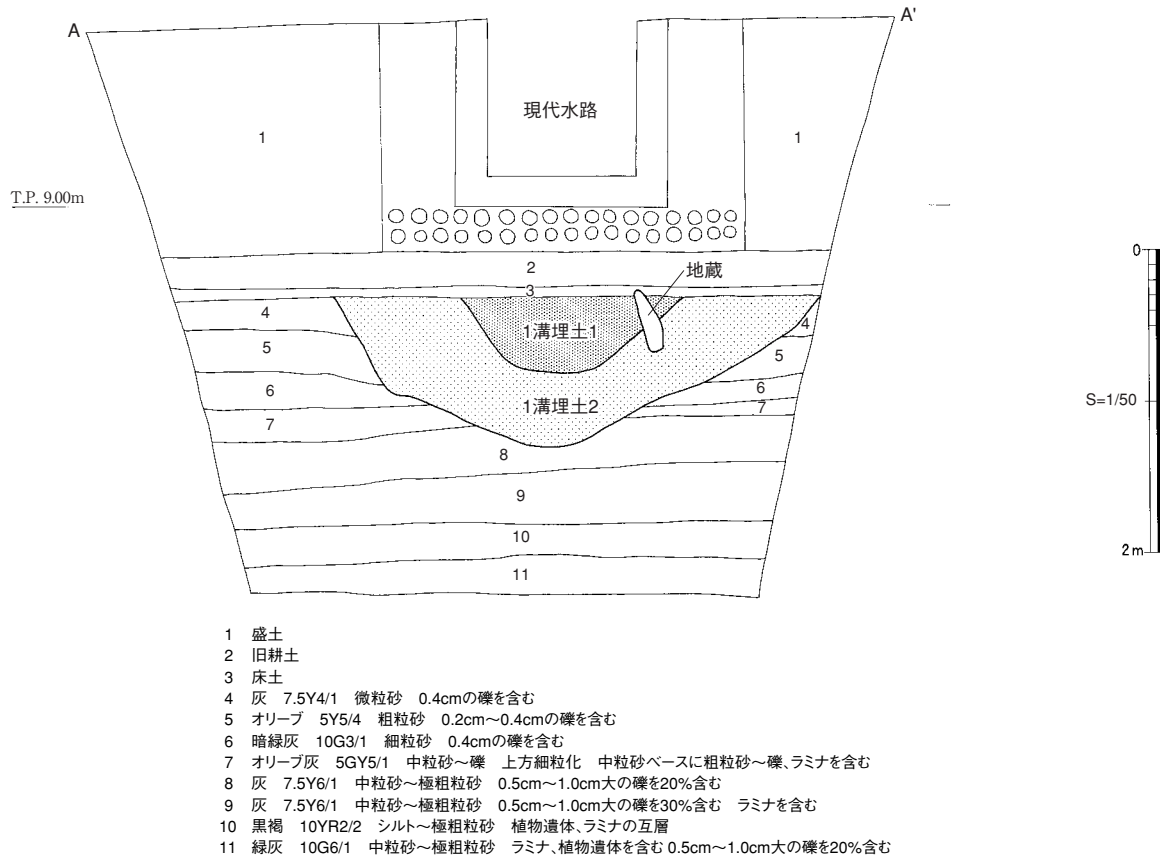 A
A'
現代水路
1
1
T.P. 9.00m
2
地蔵
3
0
4
1溝埋土1
4
5
5
6
6
S=1/50
1溝埋土2
7
7
8
9
10
2m
11
1 盛土
2 旧耕土
3 床土
4 灰 7.5Y4/1 微粒砂 0.4cmの礫を含む
5 オリーブ 5Y5/4 粗粒砂 0.2cm～0.4cmの礫を含む
6 暗緑灰 10G3/1 細粒砂 0.4cmの礫を含む
7 オリーブ灰 5GY5/1 中粒砂～礫 上方細粒化 中粒砂ベースに粗粒砂～礫、ラミナを含む
8 灰 7.5Y6/1 中粒砂～極粗粒砂 0.5cm～1.0cm大の礫を20%含む
9 灰 7.5Y6/1 中粒砂～極粗粒砂 0.5cm～1.0cm大の礫を30%含む ラミナを含む
10 黒褐 10YR2/2 シルト～極粗粒砂 植物遺体、ラミナの互層
11 緑灰 10G6/1 中粒砂～極粗粒砂 ラミナ、植物遺体を含む 0.5cm～1.0cm大の礫を20%含む